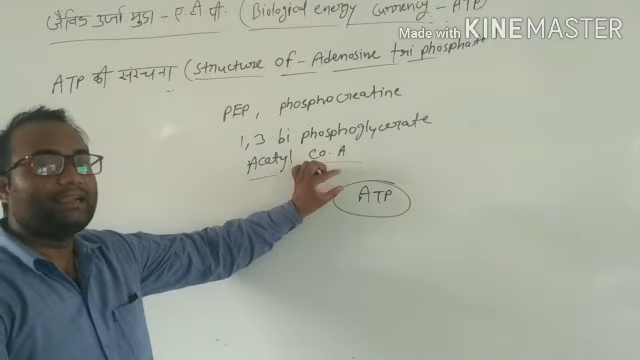 जैविक ऊर्जा मुद्रा - ए.टी.पी. (Biological energy currency - ATP
Made with KINEMASTER
ATP की संरचना (Structure of - Adenosine tri phosphate
PEP, phosphocreatine
1,3 bi phosphoglycerate
Acetyl Co.A
ATP